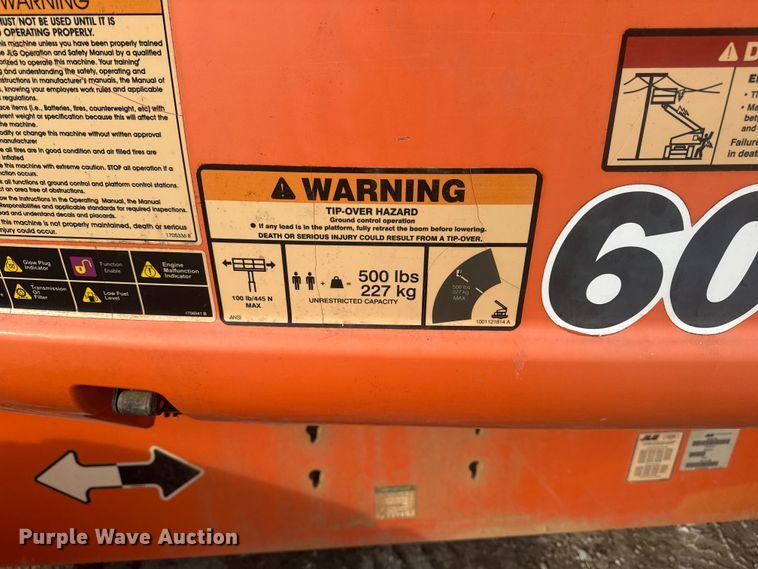 WARNING
MUST NOT BE USED UNTIL IT IS
OPERATING PROPERLY.
this machine unless you have been properly trained
JLG Operation and Safety Manual by a qualified
to operate this machine. Your training
and understanding the safety, operating and
instructions in manufacturer's manuals, the Manual of
knowing your employers work rules and applicable
regulations.
items (i.e., Batteries, tires, counterweight, etc) with
weight or specification because this will affect the
the machine.
or change this machine without written approval
manufacturer
all tires are in good condition and air filled tires are
inflated
this machine with extreme caution. STOP all operation if a
occurs.
all functions at ground control and platform control stations.
an area free of obstructions.
the Instructions in the Operating Manual, the Manual
Responsibilities and applicable standards for required inspections.
and understand decals and placards.
this machine is not properly maintained, death or serious
injury could occur.
1705336 E
Glow Plug
Indicator
Function
Enable
Engine
Malfunction
Indicator
Transmission
Oil
Filter
Low Fuel
Level
1706941 B
WARNING
TIP-OVER HAZARD
Ground control operation
• If any load is in the platform, fully retract the boom before lowering.
DEATH OR SERIOUS INJURY COULD RESULT FROM A TIP-OVER.
100 lb/445 N
MAX
ANSI
+
=
500 lbs
227 kg
UNRESTRICTED CAPACITY
500 lbs
227 kg
MAX
1001121814 A
D
• 
• Ma
and
Failure
in deat
60
JLG
Purple Wave Auction